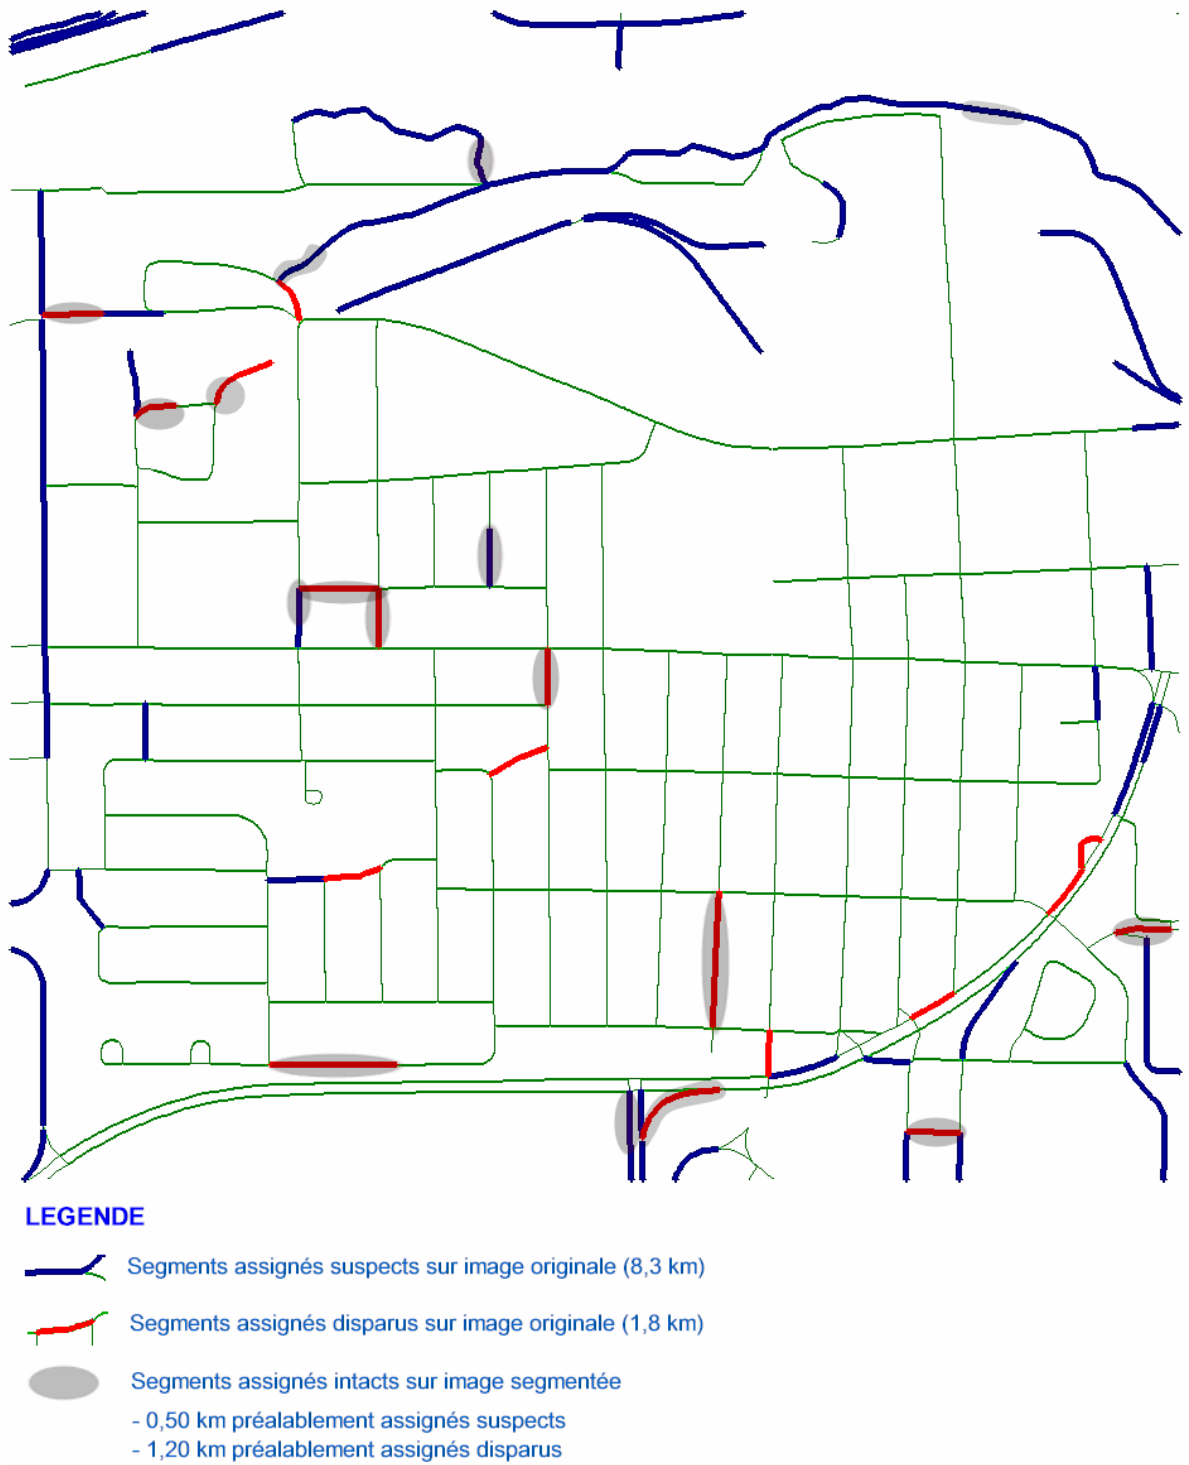 LEGENDE
Segments assignés suspects sur image originale (8,3 km)
Segments assignés disparus sur image originale (1,8 km)
Segments assignés intacts sur image segmentée
- 0,50 km préalablement assignés suspects
- 1,20 km préalablement assignés disparus